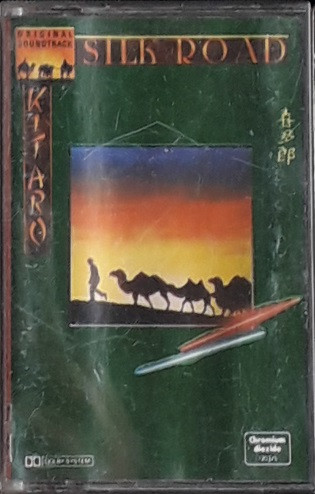 ORIGINAL
SOUNDTRACK
SILK ROAD
KITARO
喜多郎
DOLBY SYSTEM
Chromium
dioxide